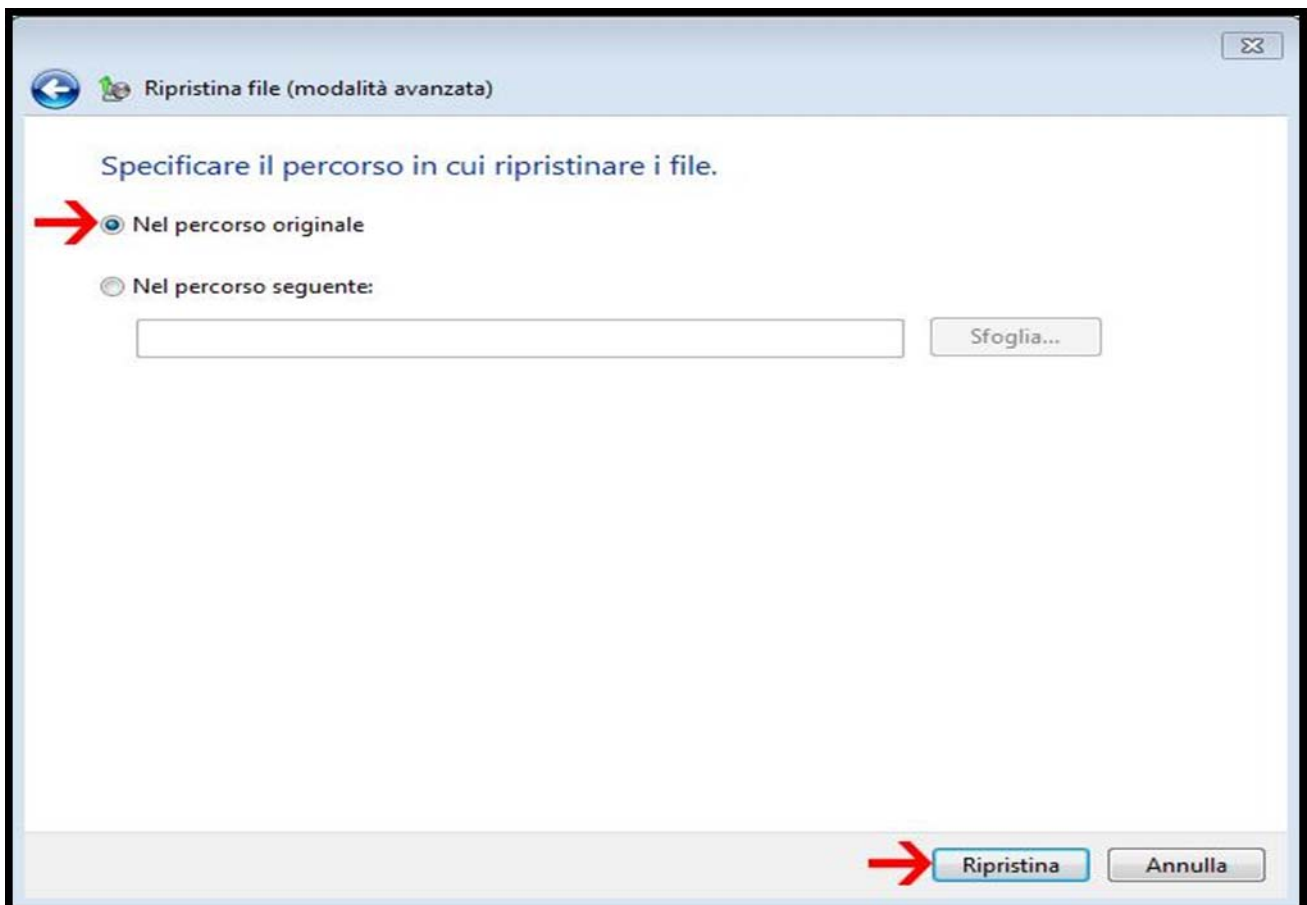 Ripristina file (modalità avanzata)
Specificare il percorso in cui ripristinare i file.
Nel percorso originale
Nel percorso seguente:
Sfoglia...
Ripristina Annulla